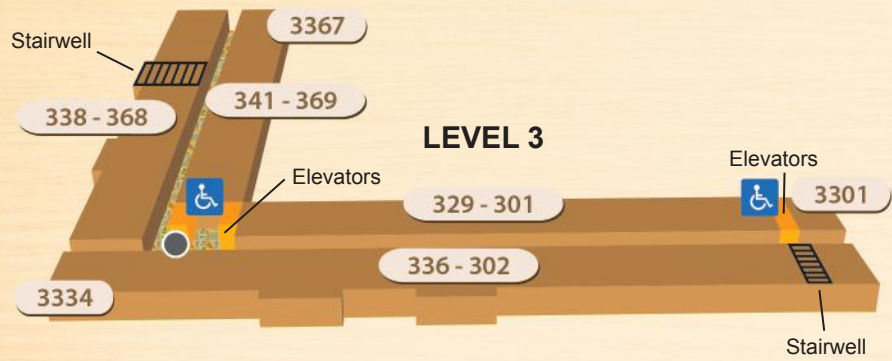 3367
Stairwell
338 - 368
341 - 369
LEVEL 3
Elevators
Elevators
329 - 301
3301
336 - 302
3334
Stairwell